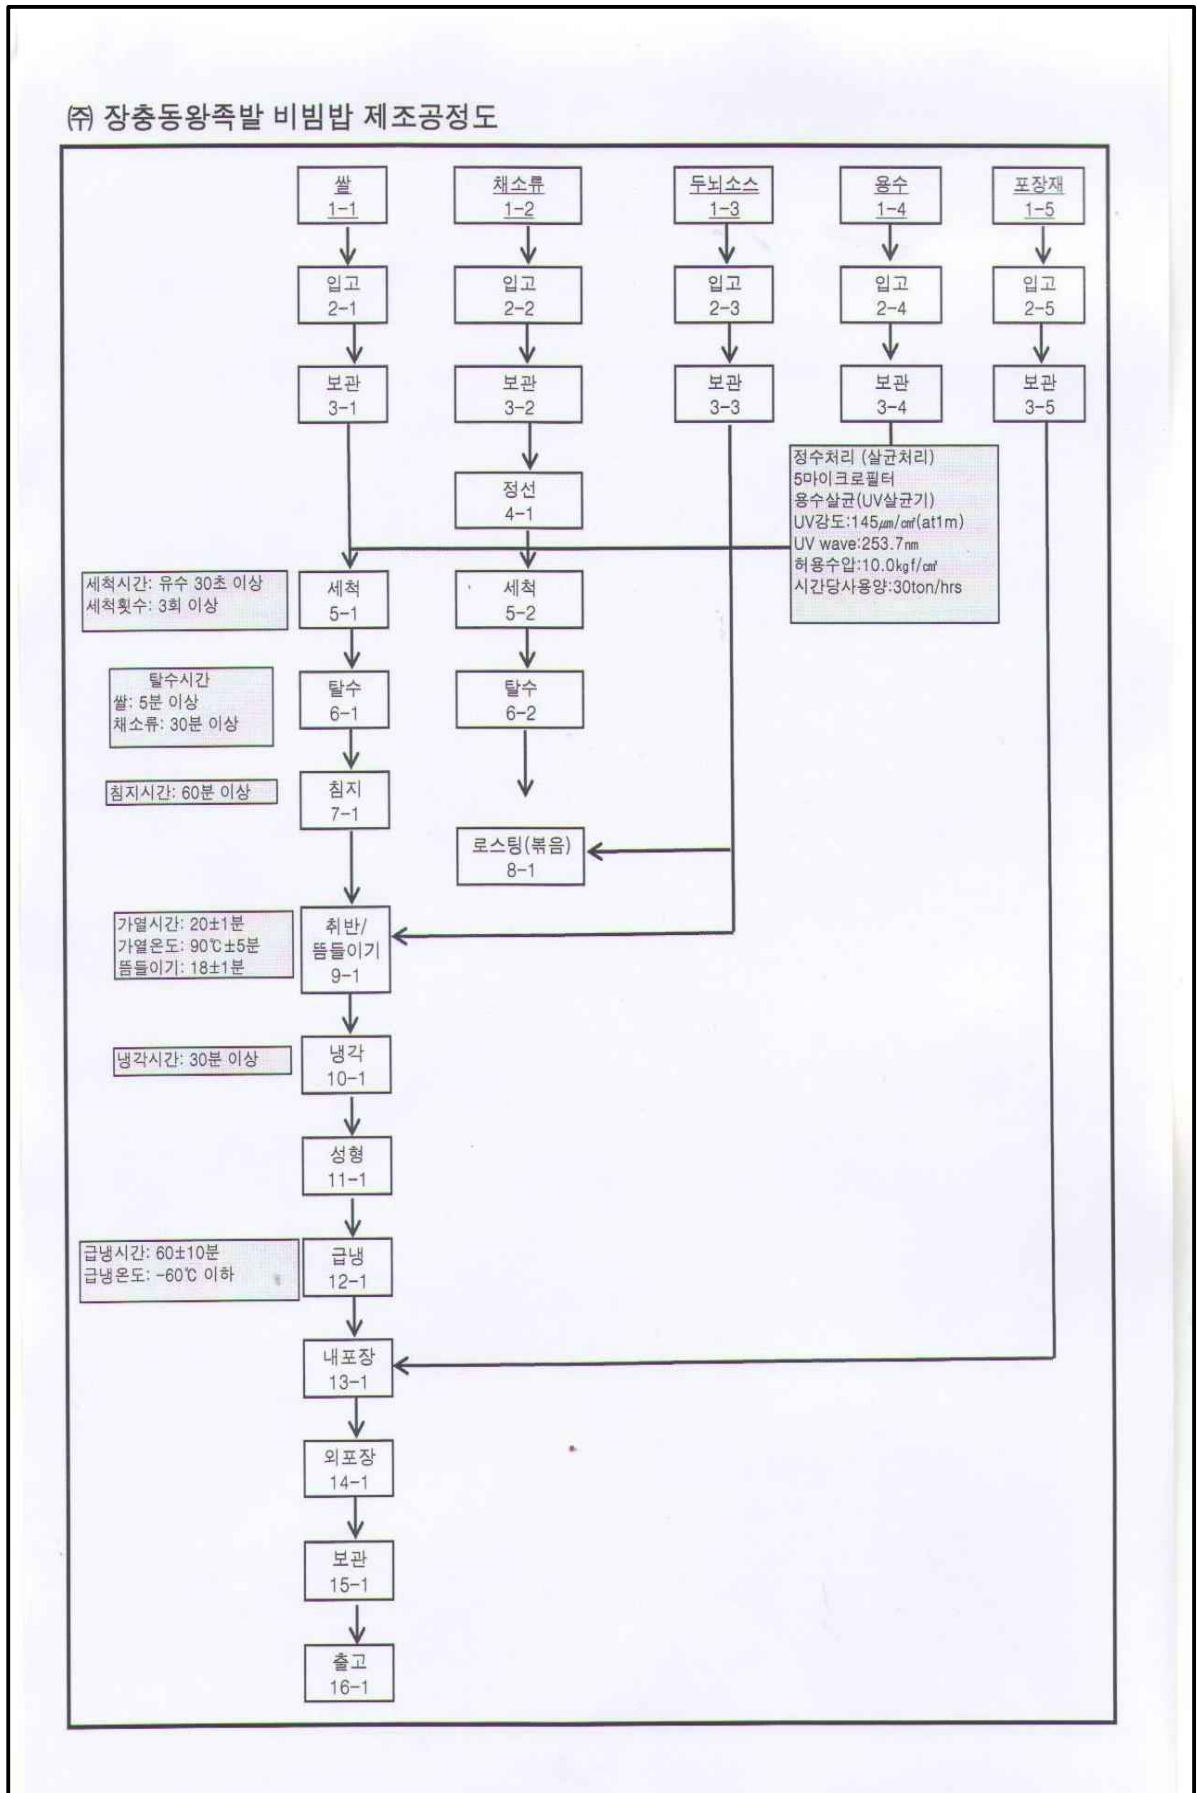 ㈜ 장충동왕족발 비빔밥 제조공정도
쌀
1-1
채소류
1-2
두뇌소스
1-3
용수
1-4
포장재
1-5
입고
2-1
입고
2-2
입고
2-3
입고
2-4
입고
2-5
보관
3-1
보관
3-2
보관
3-3
보관
3-4
보관
3-5
정수처리 (살균처리)
5마이크로필터
용수살균(UV살균기)
UV강도:145㎛/㎠(at1m)
UV wave:253.7㎚
허용수압:10.0kgf/㎠
시간당사용양:30ton/hrs
정선
4-1
세척시간: 유수 30초 이상
세척횟수: 3회 이상
세척
5-1
세척
5-2
탈수시간
쌀: 5분 이상
채소류: 30분 이상
탈수
6-1
탈수
6-2
침지시간: 60분 이상
침지
7-1
로스팅(볶음)
8-1
가열시간: 20±1분
가열온도: 90℃±5분
뜸들이기: 18±1분
취반/
뜸들이기
9-1
냉각시간: 30분 이상
냉각
10-1
성형
11-1
급냉시간: 60±10분
급냉온도: -60℃ 이하
급냉
12-1
내포장
13-1
외포장
14-1
보관
15-1
출고
16-1